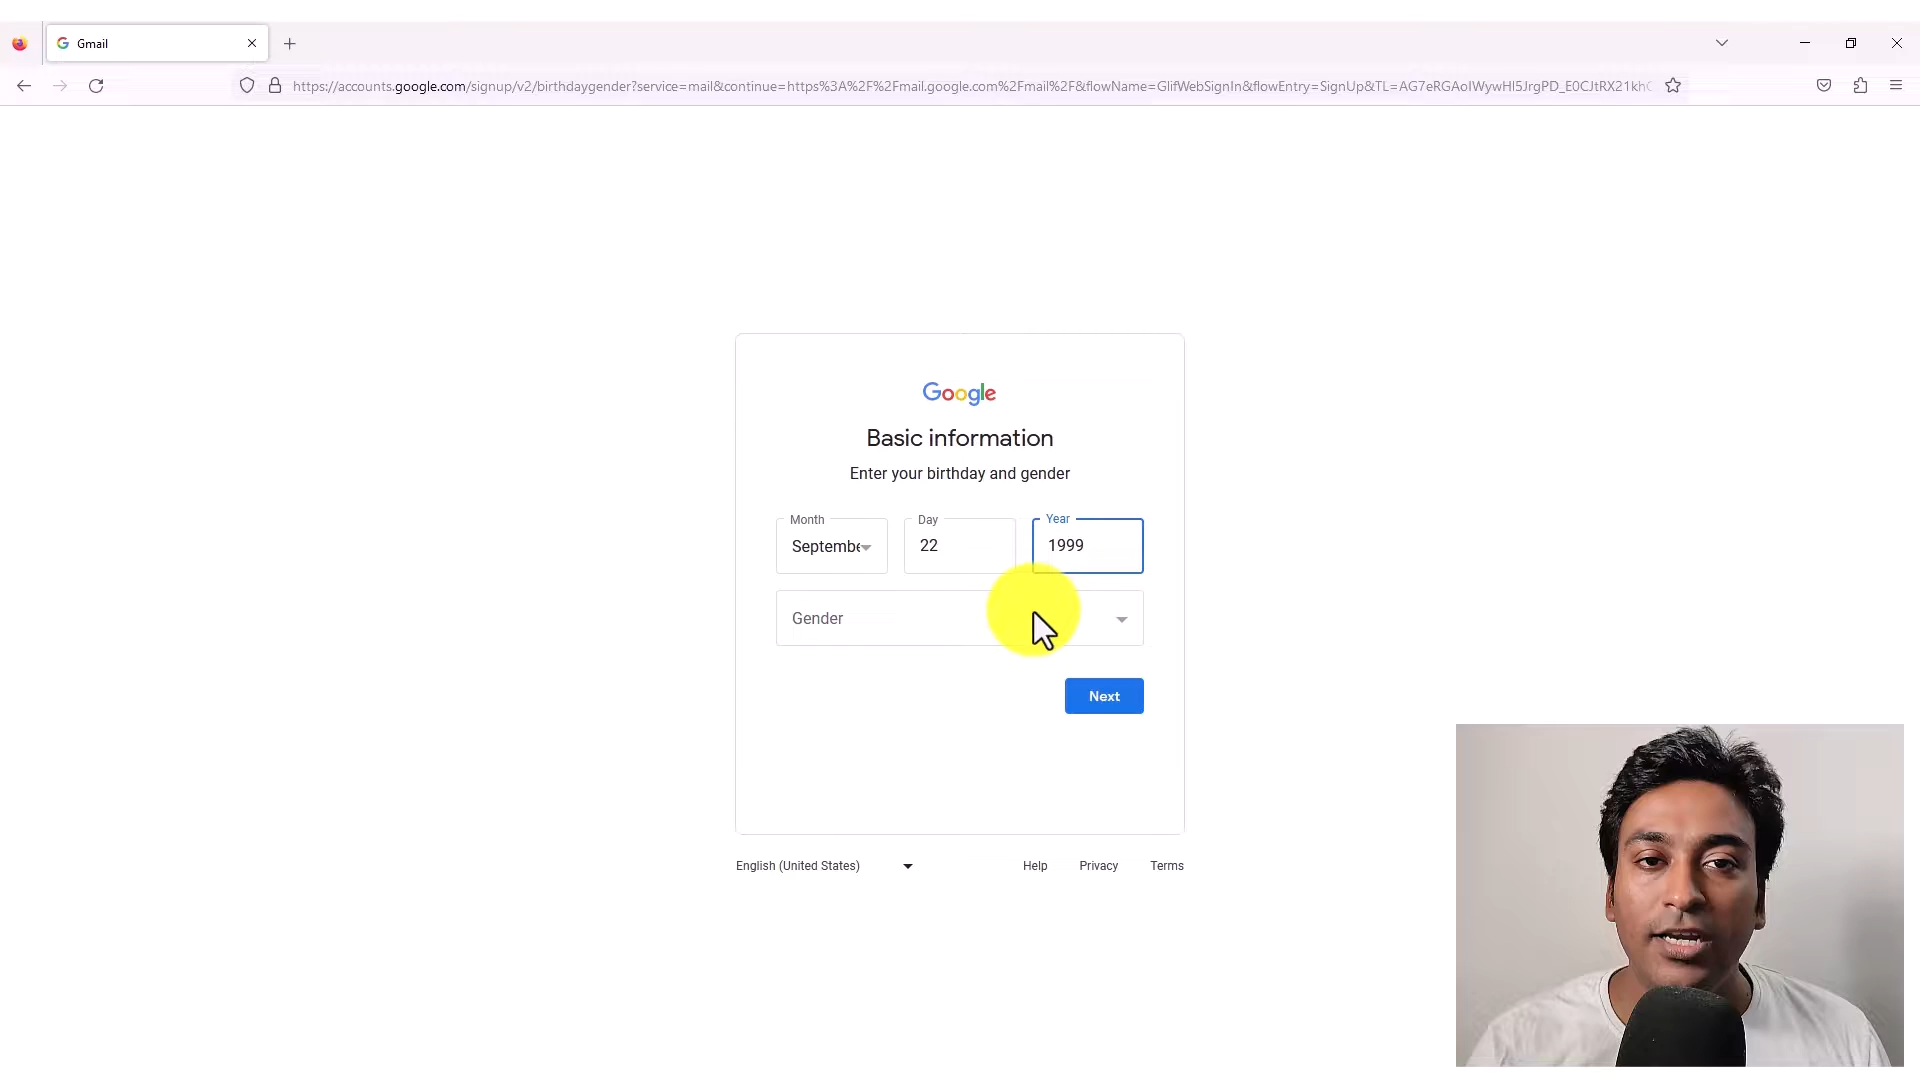 Gmail
https://accounts.google.com/signup/v2/birthdaygender?service=mail&continue=https%3A%2F%2Fmail.google.com%2Fmail%2F&flowName=GlifWebSignIn&flowEntry=SignUp&TL=AG7eRGAoIWywHl5JrgPD_E0CJtRX21kh
Google
Basic information
Enter your birthday and gender
Month Day Year
Septembe 22 1999
Gender
Next
English (United States) Help Privacy Terms